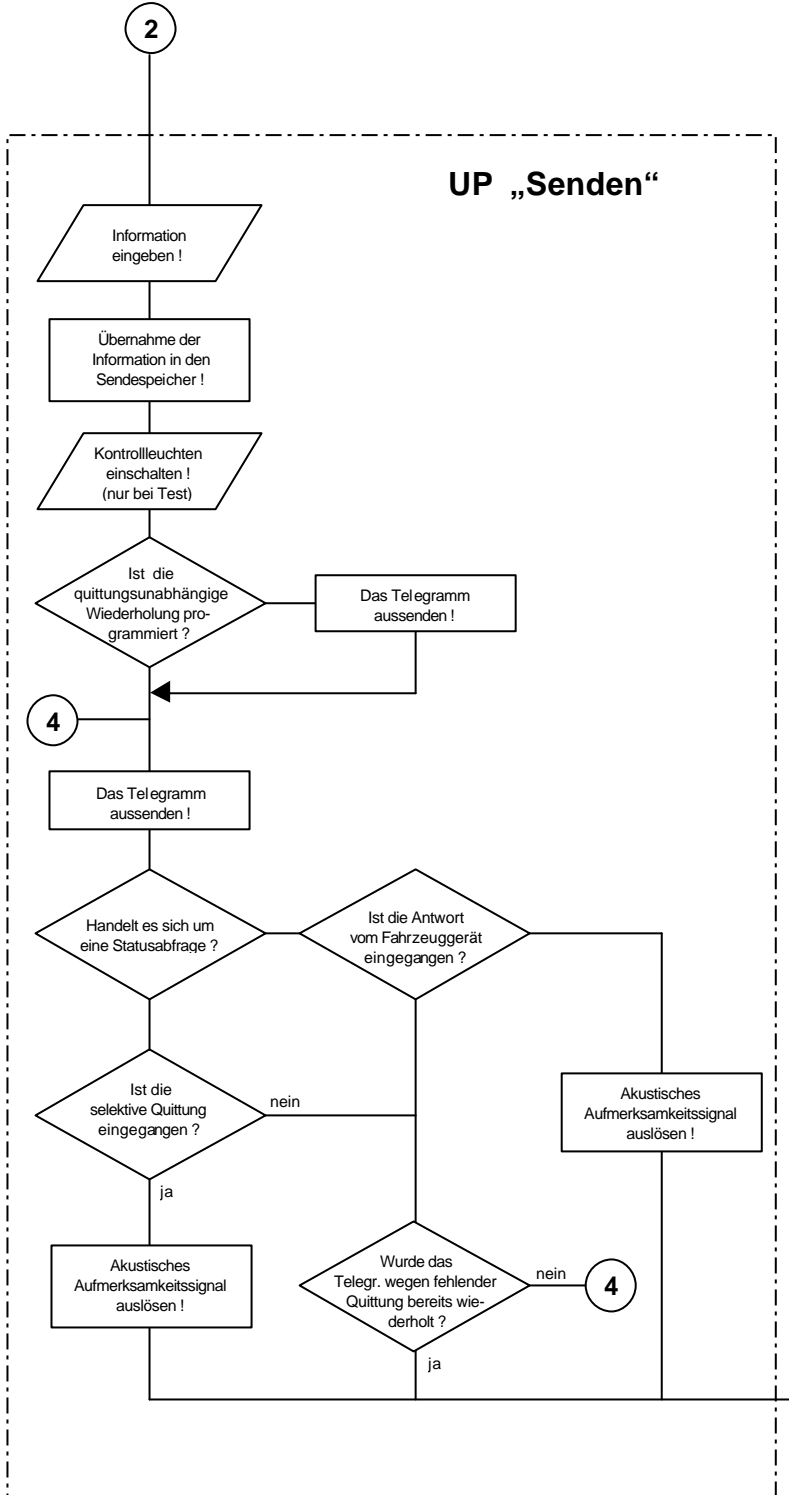 2
UP „Senden“
Information
eingeben !
Übernahme der
Information in den
Sendespeicher !
Kontrollleuchten
einschalten !
(nur bei Test)
Ist die
quittungsunabhängige
Wiederholung pro-
grammiert ?
Das Telegramm
aussenden !
4
Das Telegramm
aussenden !
Handelt es sich um
eine Statusabfrage ?
Ist die Antwort
vom Fahrzeuggerät
eingegangen ?
Ist die
selektive Quittung
eingegangen ?
nein
ja
Akustisches
Aufmerksamkeitssignal
auslösen !
Akustisches
Aufmerksamkeitssignal
auslösen !
Wurde das
Telegr. wegen fehlender
Quittung bereits wie-
derholt ?
nein
4
ja